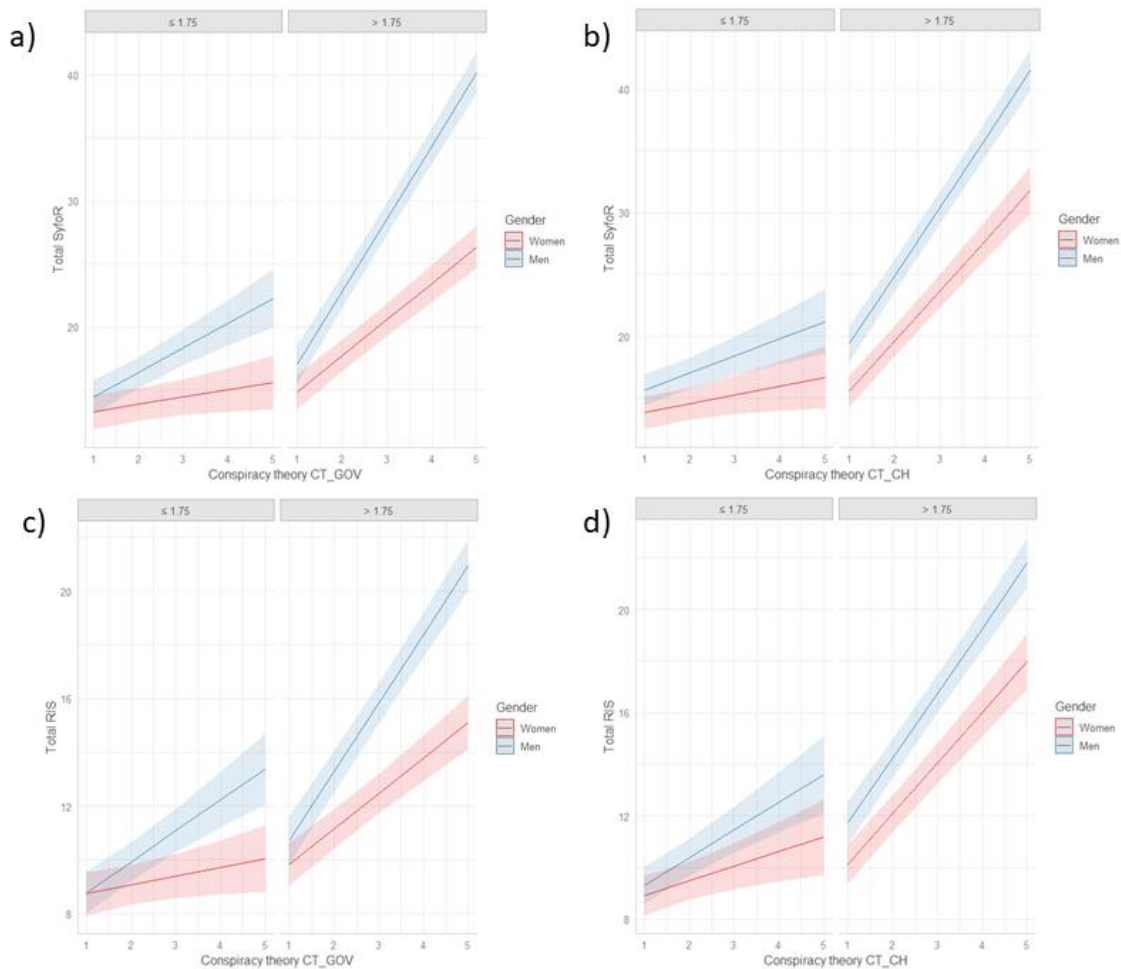 a)
≤ 1.75 > 1.75
40
30
20
Total SyfoR
1 2 3 4 5 1 2 3 4 5
Conspiracy theory CT_GOV
Gender
Women
Men
b)
≤ 1.75 > 1.75
40
30
20
Total SyfoR
1 2 3 4 5 1 2 3 4 5
Conspiracy theory CT_CH
Gender
Women
Men
c)
≤ 1.75 > 1.75
20
16
12
8
Total RIS
1 2 3 4 5 1 2 3 4 5
Conspiracy theory CT_GOV
Gender
Women
Men
d)
≤ 1.75 > 1.75
20
16
12
8
Total RIS
1 2 3 4 5 1 2 3 4 5
Conspiracy theory CT_CH
Gender
Women
Men